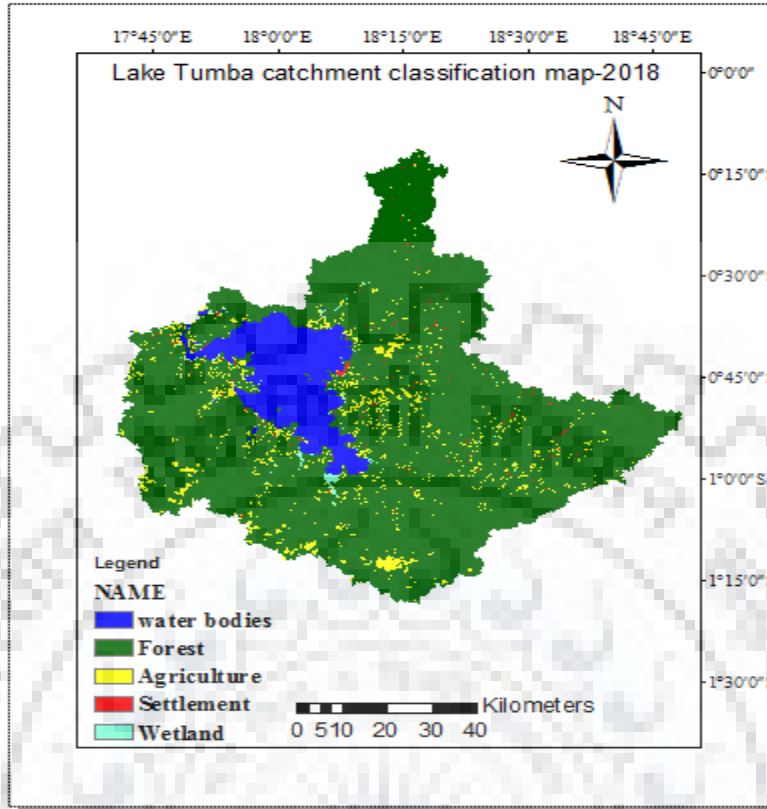 17°45'0"E 18°0'0"E 18°15'0"E 18°30'0"E 18°45'0"E
Lake Tumba catchment classification map-2018
0°0'0"
N
0°15'0"S
0°30'0"S
0°45'0"S
1°0'0"S
1°15'0"S
1°30'0"S
Legend
NAME
water bodies
Forest
Agriculture
Settlement
Wetland
Kilometers
0 5 10 20 30 40